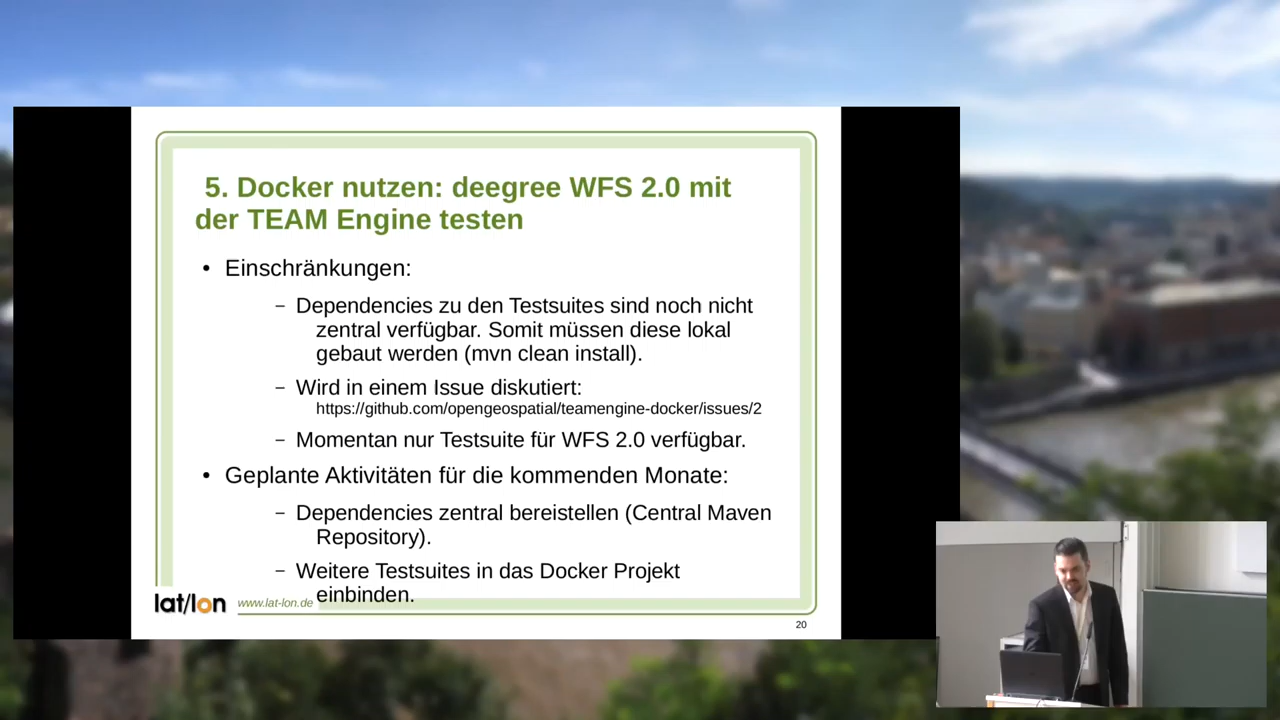 5. Docker nutzen: deegree WFS 2.0 mit
der TEAM Engine testen
• Einschränkungen:
– Dependencies zu den Testsuites sind noch nicht
zentral verfügbar. Somit müssen diese lokal
gebaut werden (mvn clean install).
– Wird in einem Issue diskutiert:
https://github.com/opengeospatial/teamengine-docker/issues/2
– Momentan nur Testsuite für WFS 2.0 verfügbar.
• Geplante Aktivitäten für die kommenden Monate:
– Dependencies zentral bereistellen (Central Maven
Repository).
– Weitere Testsuites in das Docker Projekt
einbinden.
lat/lon www.lat-lon.de
20